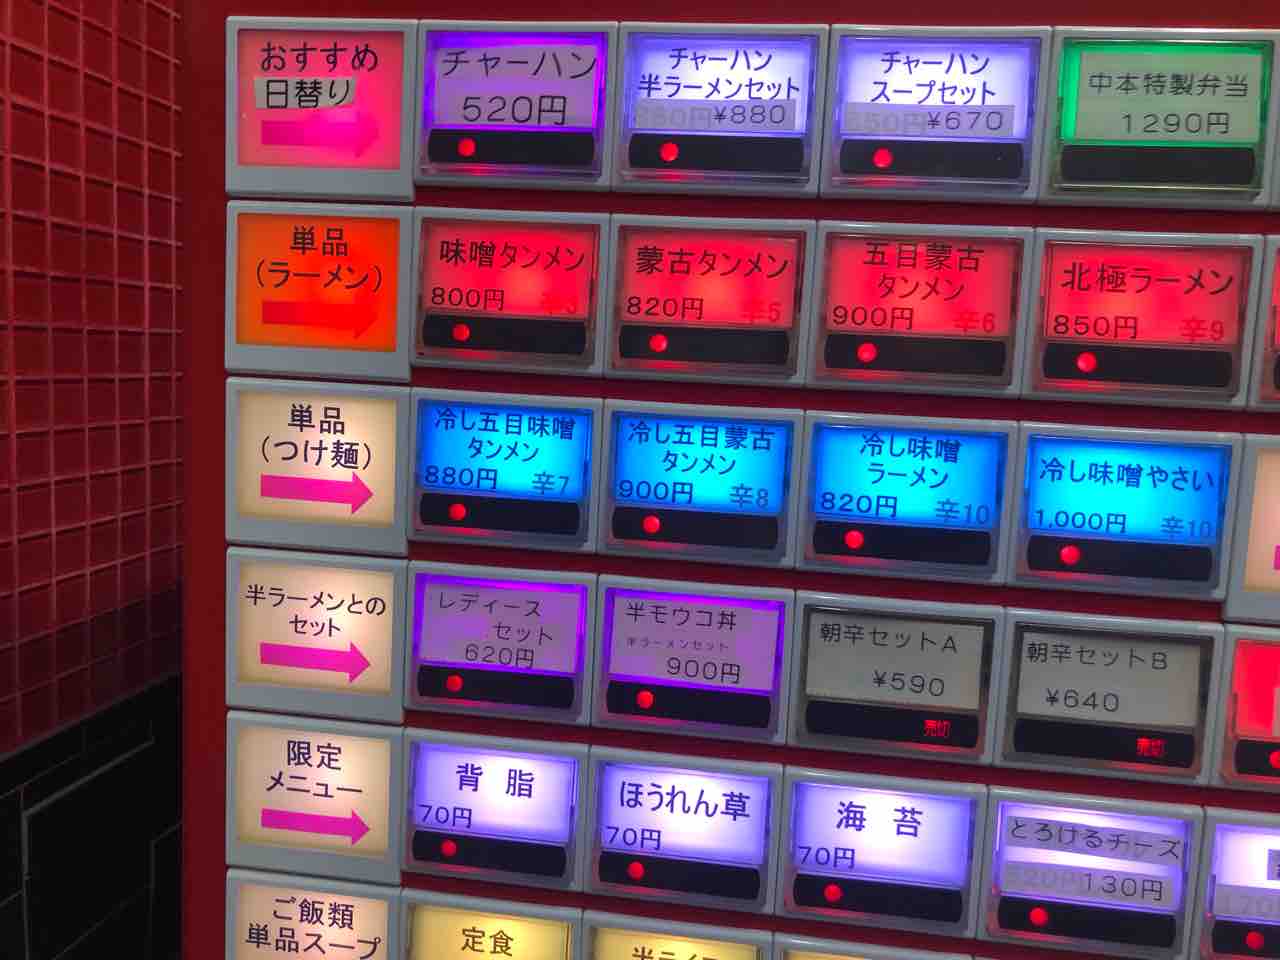 おすすめ
日替り
チャーハン
520円
チャーハン
半ラーメンセット
¥880
チャーハン
スープセット
¥670
中本特製弁当
1290円
単品
(ラーメン)
味噌タンメン
800円 辛3
蒙古タンメン
820円 辛5
五目蒙古
タンメン
900円 辛6
北極ラーメン
850円 辛9
単品
(つけ麺)
冷し五目味噌
タンメン
880円 辛7
冷し五目蒙古
タンメン
900円 辛8
冷し味噌
ラーメン
820円 辛10
冷し味噌やさい
1,000円 辛10
半ラーメンとの
セット
レディース
セット
620円
半モウコ丼
半ラーメンセット
900円
朝辛セットA
¥590
売切
朝辛セットB
¥640
売切
限定
メニュー
背脂
70円
ほうれん草
70円
海苔
70円
とろけるチーズ
130円
ご飯類
単品スープ
定食